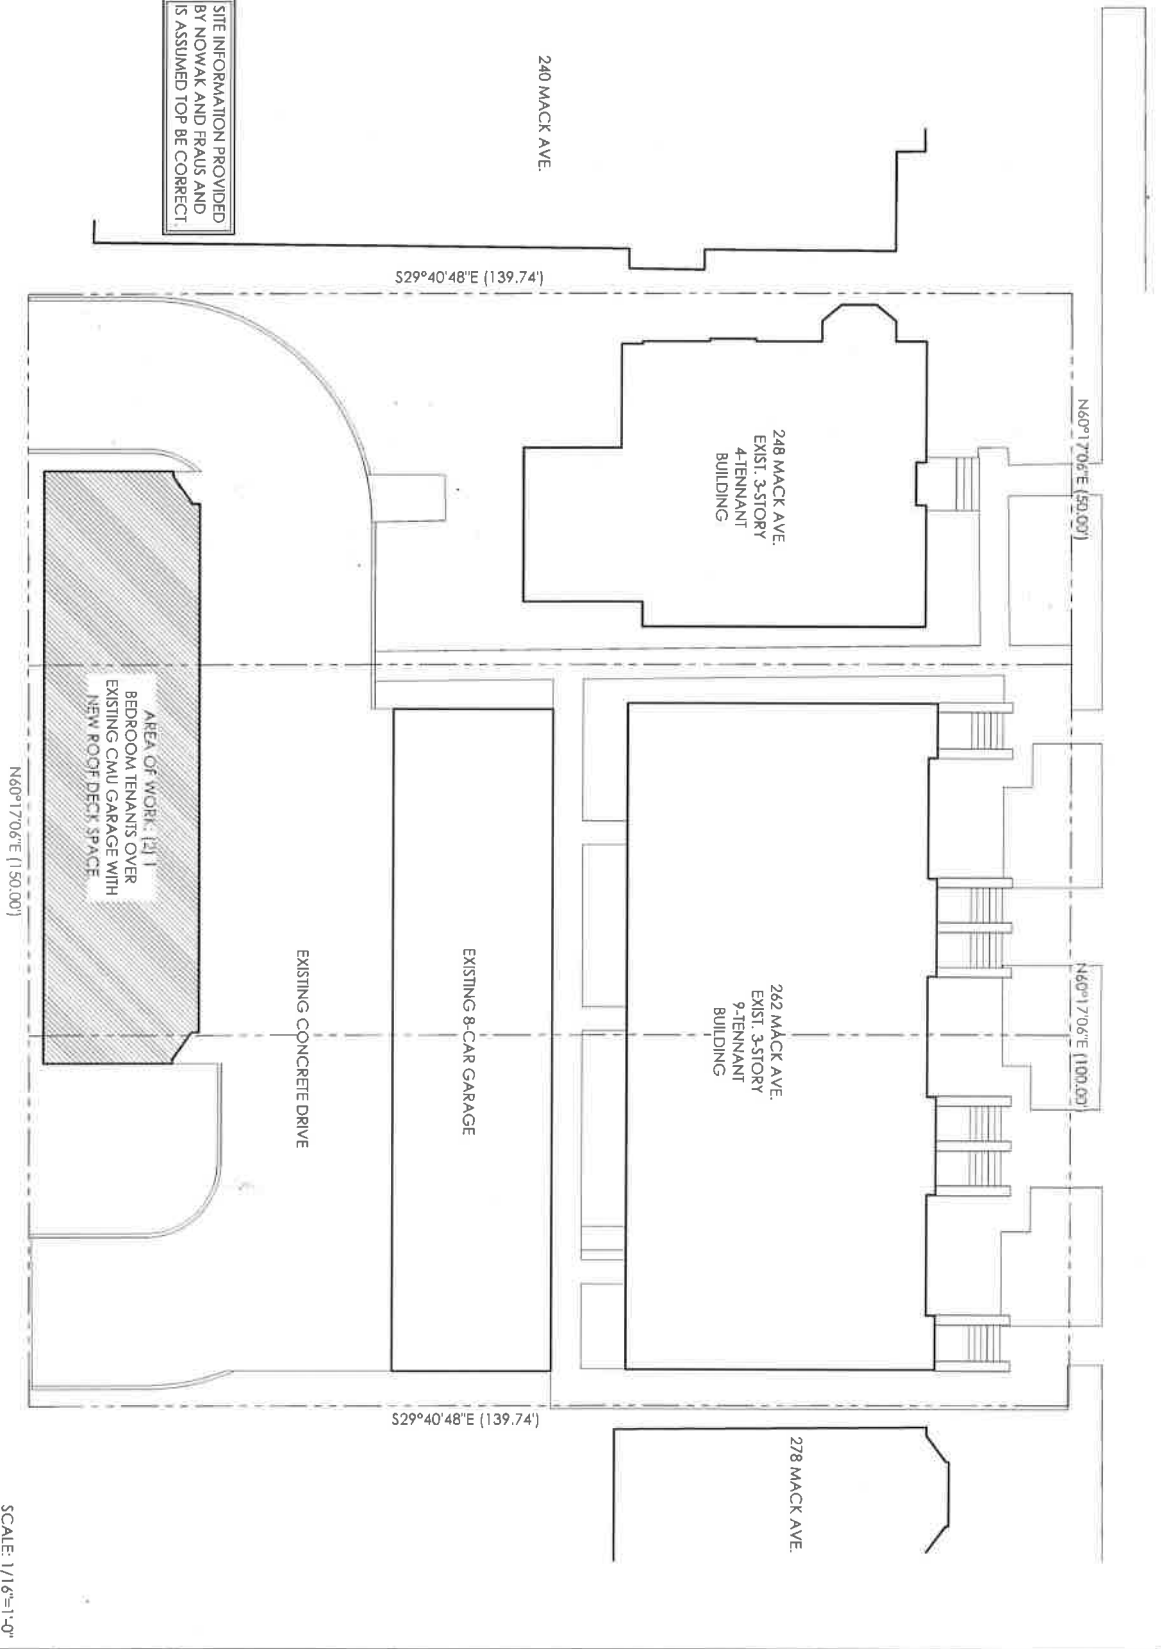 SITE INFORMATION PROVIDED
BY NOWAK AND FRAUS AND
IS ASSUMED TOP BE CORRECT.
240 MACK AVE.
S29°40'48"E (139.74')
N60°17'06"E (50.00')
248 MACK AVE.
EXIST. 3-STORY
4-TENNANT
BUILDING
AREA OF WORK: (2) 1
BEDROOM TENANTS OVER
EXISTING CMU GARAGE WITH
NEW ROOF DECK SPACE
N60°17'06"E (150.00')
EXISTING CONCRETE DRIVE
EXISTING 8-CAR GARAGE
262 MACK AVE.
EXIST. 3-STORY
9-TENNANT
BUILDING
N60°17'06"E (100.00')
S29°40'48"E (139.74')
278 MACK AVE.
SCALE: 1/16"=1'-0"